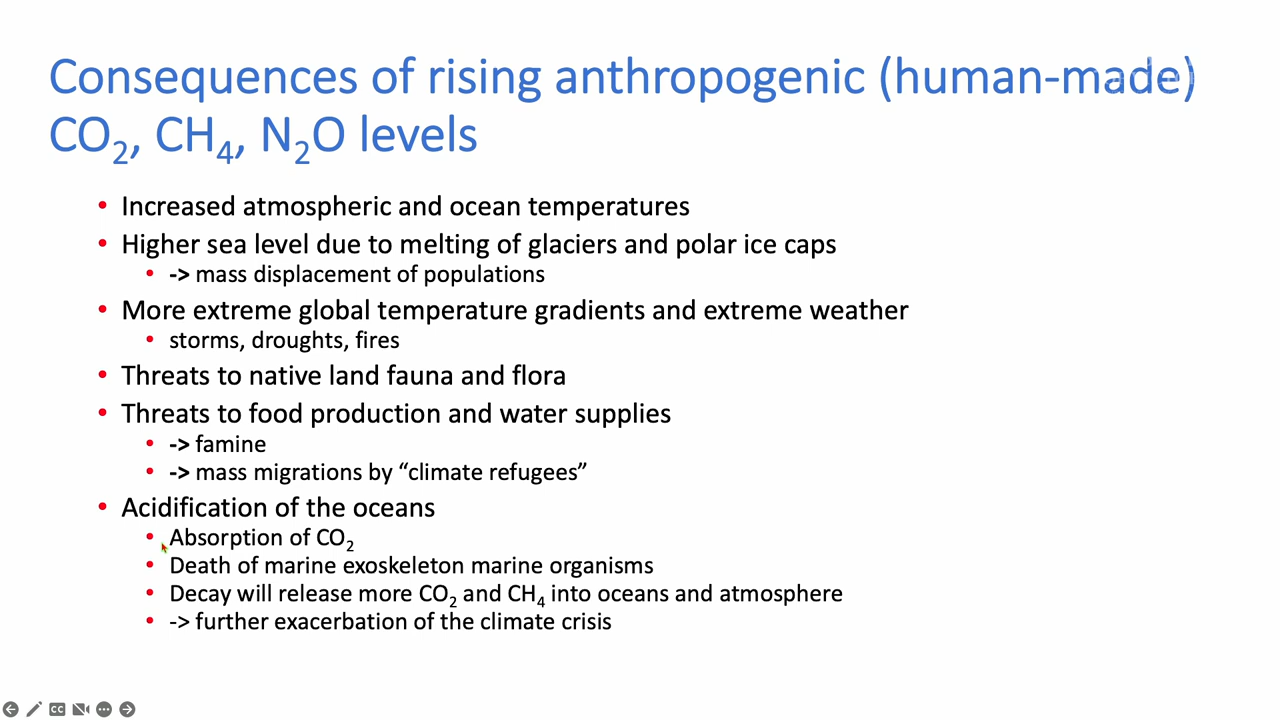 Consequences of rising anthropogenic (human-made)
CO₂, CH₄, N₂O levels
• Increased atmospheric and ocean temperatures
• Higher sea level due to melting of glaciers and polar ice caps
• -> mass displacement of populations
• More extreme global temperature gradients and extreme weather
• storms, droughts, fires
• Threats to native land fauna and flora
• Threats to food production and water supplies
• -> famine
• -> mass migrations by “climate refugees”
• Acidification of the oceans
• Absorption of CO₂
• Death of marine exoskeleton marine organisms
• Decay will release more CO₂ and CH₄ into oceans and atmosphere
• -> further exacerbation of the climate crisis
CC